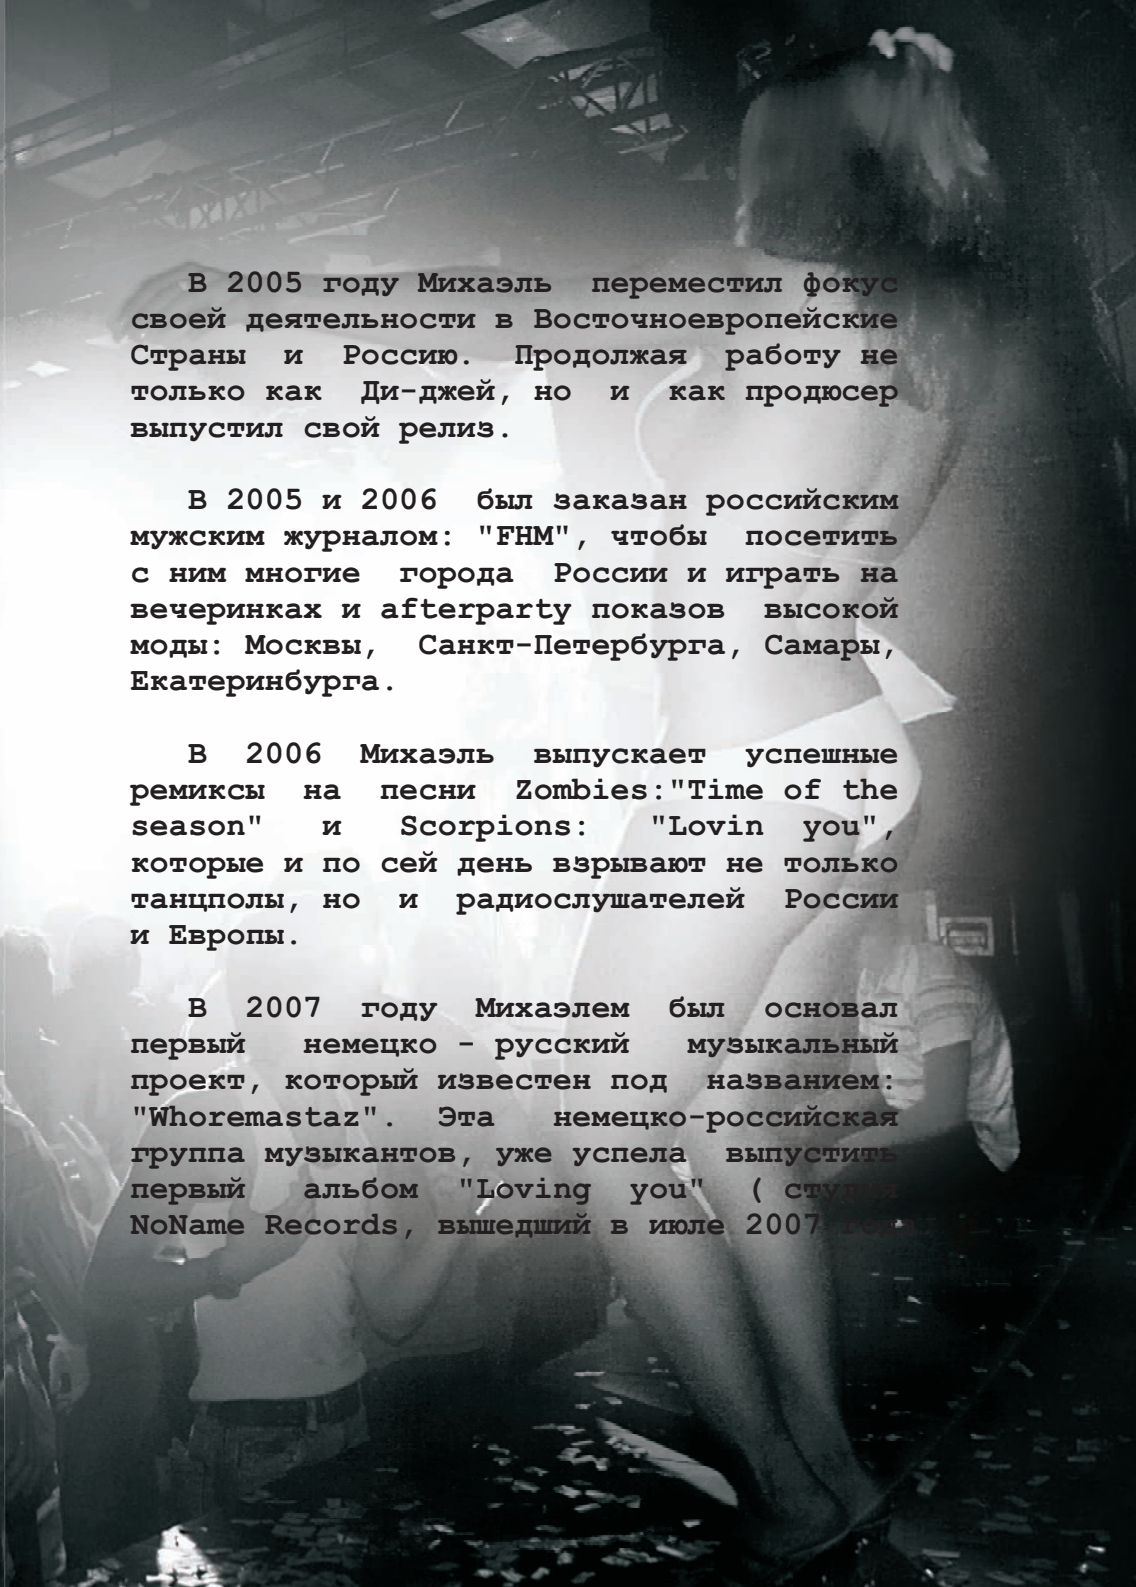 В 2005 году Михаэль переместил фокус
своей деятельности в Восточноевропейские
Страны и Россию. Продолжая работу не
только как Ди-джей, но и как продюсер
выпустил свой релиз.
В 2005 и 2006 был заказан российским
мужским журналом: "FHM", чтобы посетить
с ним многие города России и играть на
вечеринках и afterparty показов высокой
моды: Москвы, Санкт-Петербурга, Самары,
Екатеринбурга.
В 2006 Михаэль выпускает успешные
ремиксы на песни Zombies:"Time of the
season" и Scorpions: "Lovin you",
которые и по сей день взрывают не только
танцполы, но и радиослушателей России
и Европы.
В 2007 году Михаэлем был основал
первый немецко - русский музыкальный
проект, который известен под названием:
"Whoremastaz". Эта немецко-российская
группа музыкантов, уже успела выпустить
первый альбом "Loving you" ( студия
NoName Records, вышедший в июле 2007 года